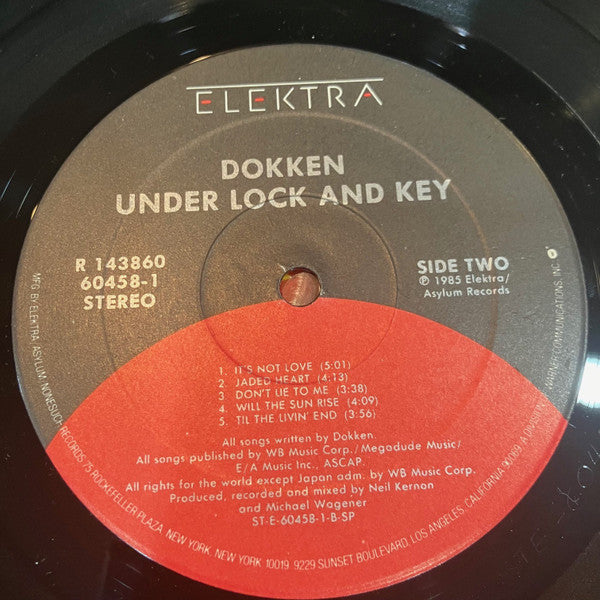 ELEKTRA
DOKKEN
UNDER LOCK AND KEY
R 143860
60458-1
STEREO
SIDE TWO
℗ 1985 Elektra/
Asylum Records
1. IT'S NOT LOVE (5:01)
2. JADED HEART (4:13)
3. DON'T LIE TO ME (3:38)
4. WILL THE SUN RISE (4:09)
5. TIL THE LIVIN' END (3:56)
All songs written by Dokken.
All songs published by WB Music Corp./Megadude Music/
E/A Music Inc., ASCAP.
All rights for the world except Japan adm. by WB Music Corp.
Produced, recorded and mixed by Neil Kernon
and Michael Wagener
ST-E-60458-1-B-SP
MFG. BY ELEKTRA/ASYLUM/NONESUCH RECORDS 75 ROCKEFELLER PLAZA, NEW YORK, NEW YORK 10019 9229 SUNSET BOULEVARD, LOS ANGELES, CALIFORNIA 90069 A DIVISION WARNER COMMUNICATIONS INC.